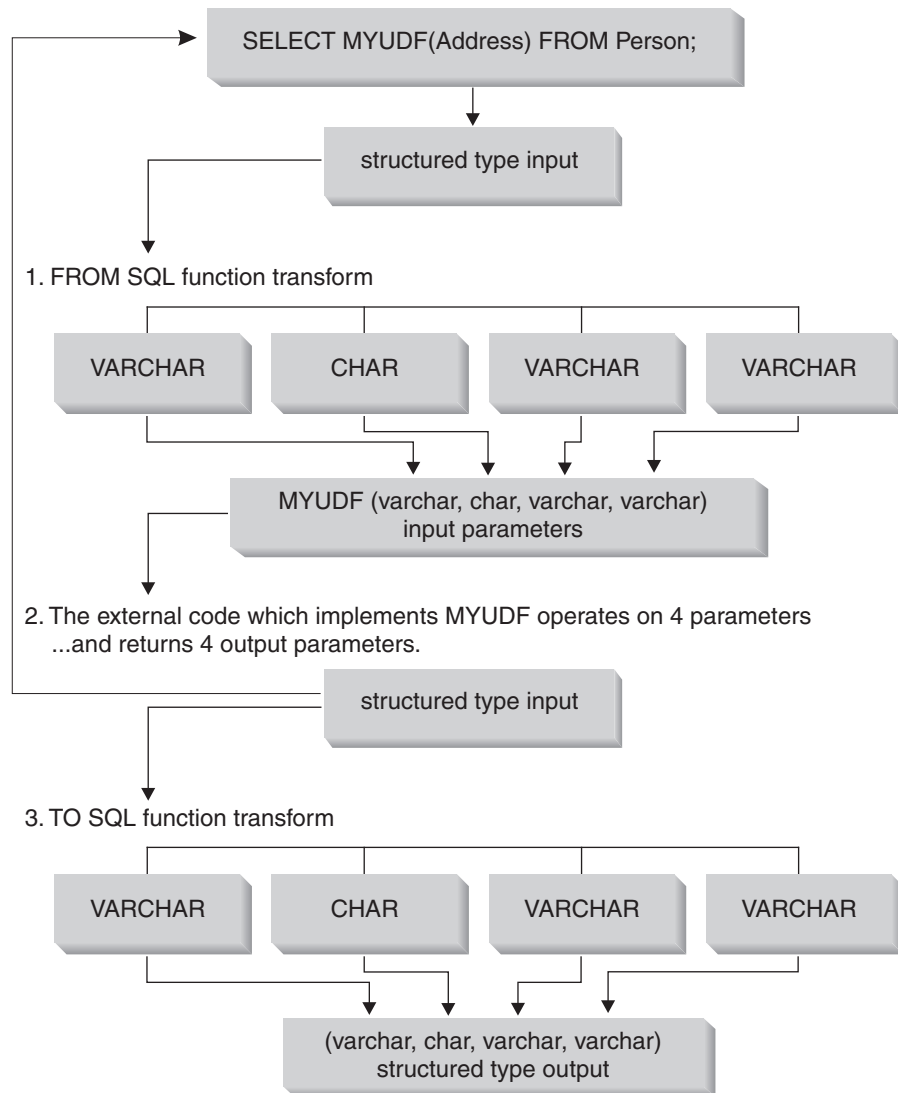 SELECT MYUDF(Address) FROM Person;
structured type input
1. FROM SQL function transform
VARCHAR
CHAR
VARCHAR
VARCHAR
MYUDF (varchar, char, varchar, varchar)
input parameters
2. The external code which implements MYUDF operates on 4 parameters
...and returns 4 output parameters.
structured type input
3. TO SQL function transform
VARCHAR
CHAR
VARCHAR
VARCHAR
(varchar, char, varchar, varchar)
structured type output